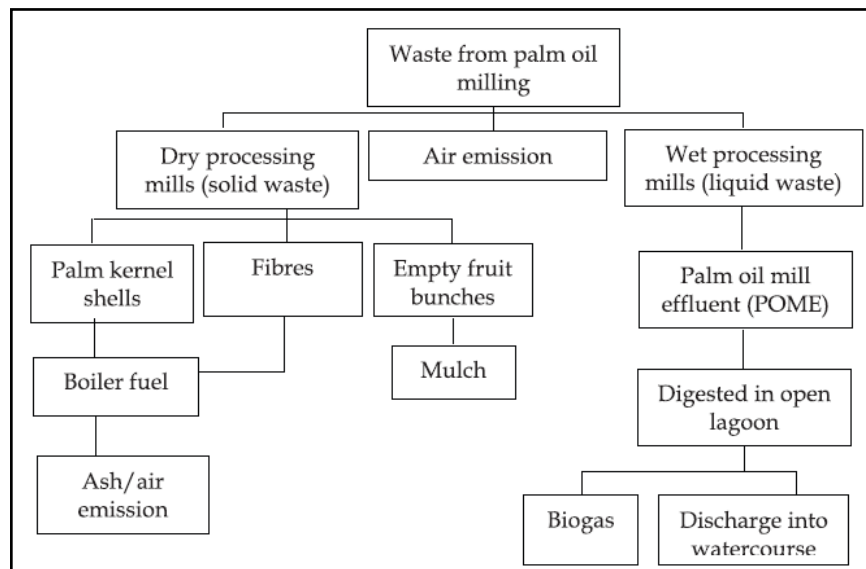 Waste from palm oil
milling
Dry processing
mills (solid waste)
Air emission
Wet processing
mills (liquid waste)
Palm kernel
shells
Fibres
Empty fruit
bunches
Palm oil mill
effluent (POME)
Boiler fuel
Mulch
Digested in open
lagoon
Ash/air
emission
Biogas
Discharge into
watercourse